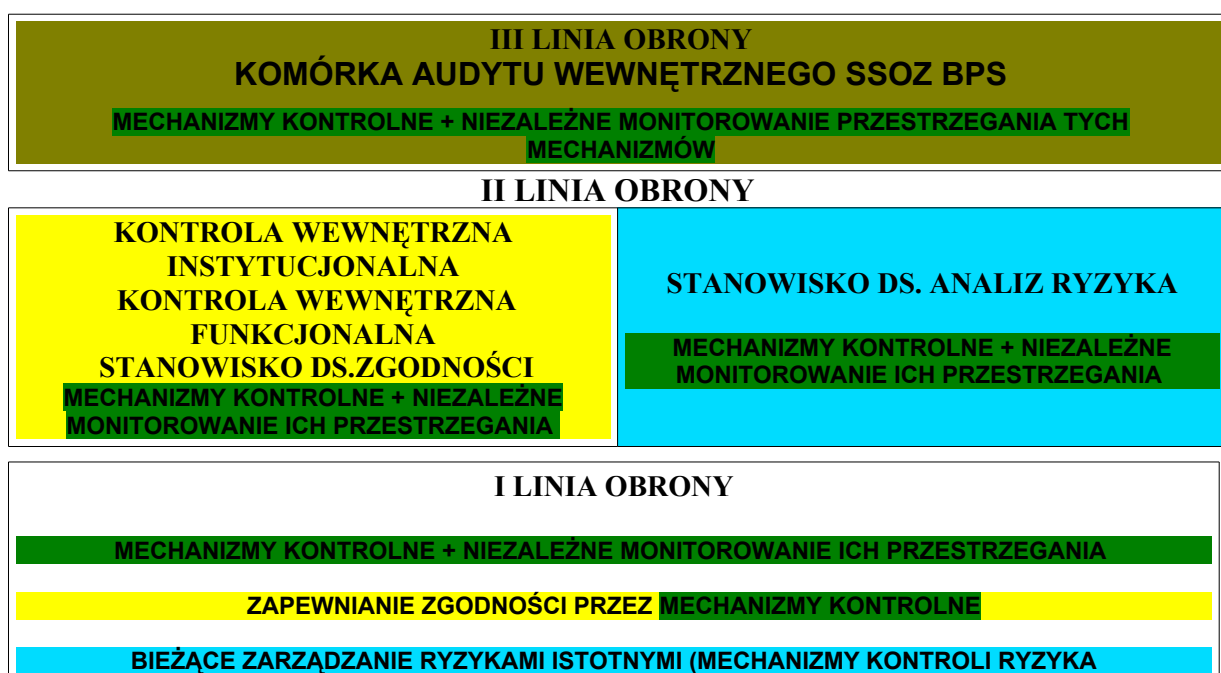 III LINIA OBRONY
KOMÓRKA AUDYTU WEWNĘTRZNEGO SSOZ BPS
MECHANIZMY KONTROLNE + NIEZALEŻNE MONITOROWANIE PRZESTRZEGANIA TYCH
MECHANIZMÓW
II LINIA OBRONY
KONTROLA WEWNĘTRZNA
INSTYTUCJONALNA
KONTROLA WEWNĘTRZNA
FUNKCJONALNA
STANOWISKO DS.ZGODNOŚCI
MECHANIZMY KONTROLNE + NIEZALEŻNE
MONITOROWANIE ICH PRZESTRZEGANIA
STANOWISKO DS. ANALIZ RYZYKA
MECHANIZMY KONTROLNE + NIEZALEŻNE
MONITOROWANIE ICH PRZESTRZEGANIA
I LINIA OBRONY
MECHANIZMY KONTROLNE + NIEZALEŻNE MONITOROWANIE ICH PRZESTRZEGANIA
ZAPEWNIANIE ZGODNOŚCI PRZEZ MECHANIZMY KONTROLNE
BIEŻĄCE ZARZĄDZANIE RYZYKAMI ISTOTNYMI (MECHANIZMY KONTROLI RYZYKA